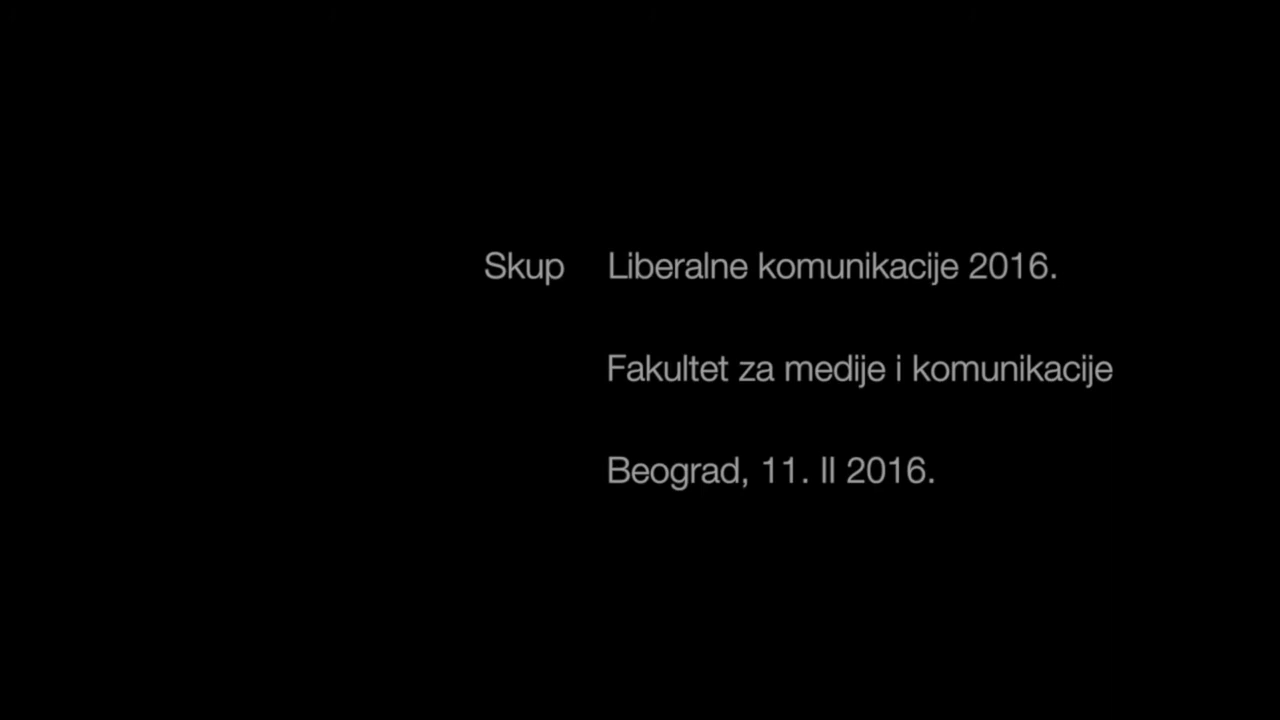 Skup Liberalne komunikacije 2016.
Fakultet za medije i komunikacije
Beograd, 11. II 2016.